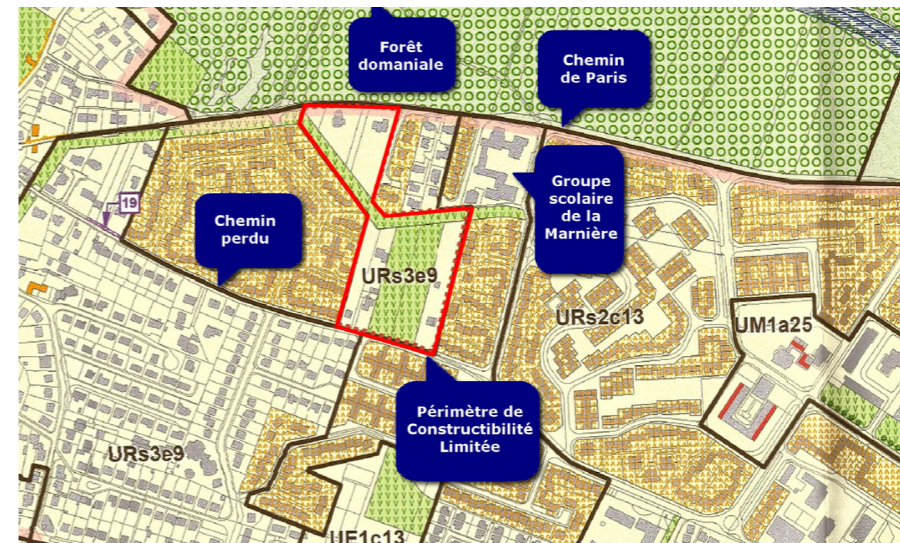 Forêt
domaniale
Chemin
de Paris
Groupe
scolaire
de la
Marnière
19
Chemin
perdu
URs3e9
URs2c13
UM1a25
Périmètre de
Constructibilité
Limitée
URs3e9
UE1c13